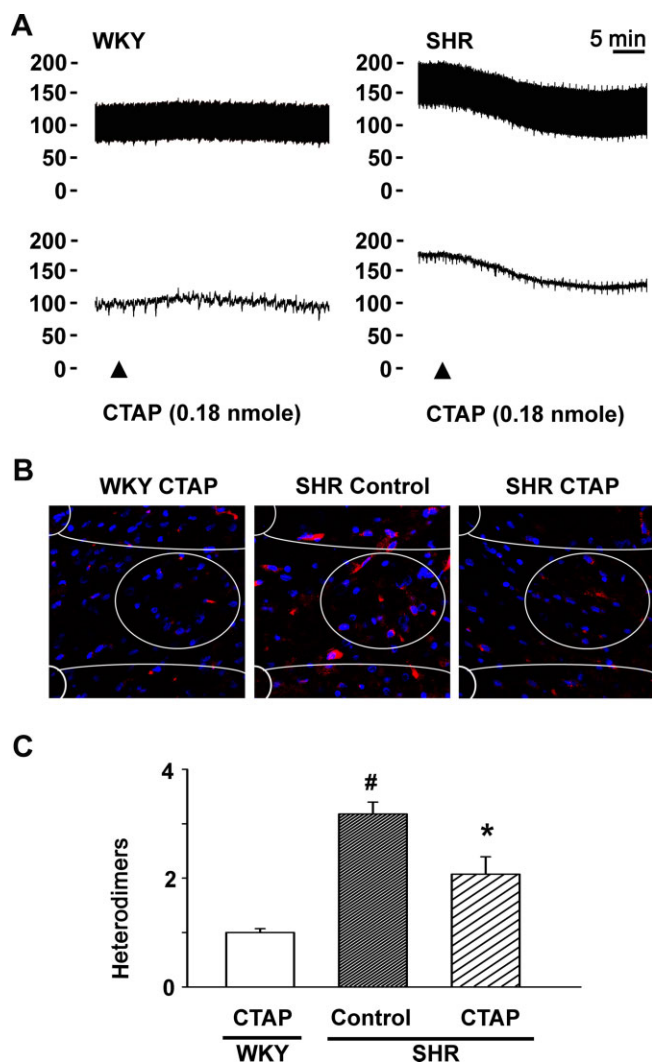 A
WKY
SHR
5 min
200
150
100
50
0
200
150
100
50
0
200
150
100
50
0
200
150
100
50
0
▲
▲
CTAP (0.18 nmole)
CTAP (0.18 nmole)
B
WKY CTAP
SHR Control
SHR CTAP
C
Heterodimers
4
2
0
#
*
CTAP
Control
CTAP
WKY
SHR